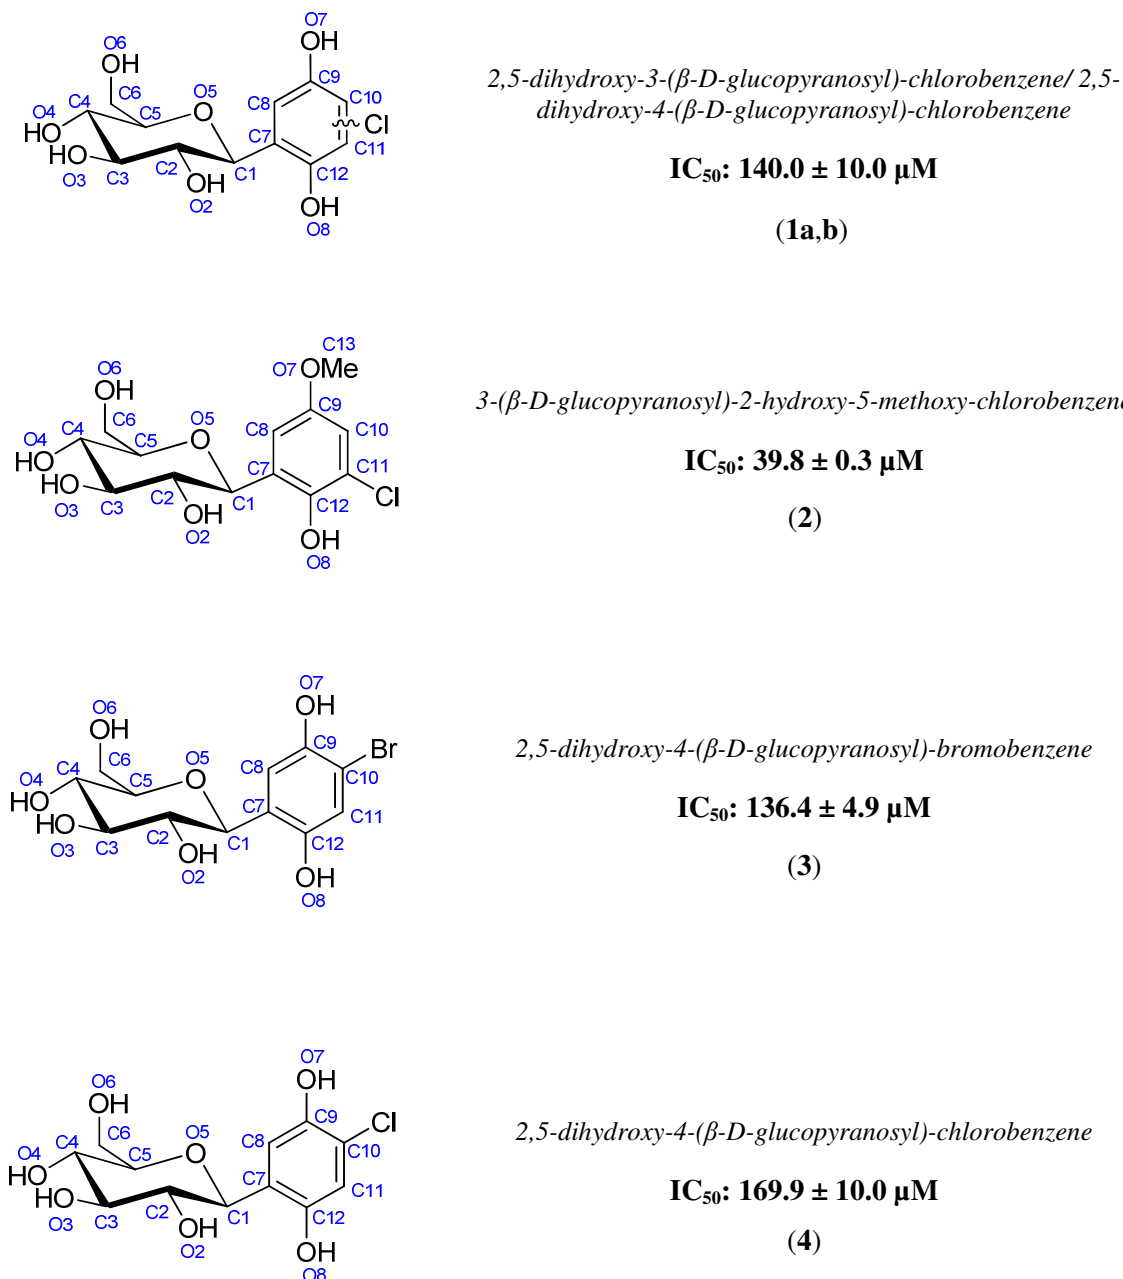 O7
OH
O6
OH
C9
C6
O5
C8
C10
O4
C4
C5
O
Cl
HO
C7
C11
HO
C2
C12
O3
C3
OH
C1
O2
OH
O8
2,5-dihydroxy-3-(β-D-glucopyranosyl)-chlorobenzene/ 2,5-
dihydroxy-4-(β-D-glucopyranosyl)-chlorobenzene
IC50: 140.0 ± 10.0 µM
(1a,b)
C13
O7
OMe
O6
OH
C9
C6
O5
C8
C10
O4
C4
C5
O
HO
C7
C11
HO
C2
Cl
O3
C3
OH
C1
C12
O2
OH
O8
3-(β-D-glucopyranosyl)-2-hydroxy-5-methoxy-chlorobenzene
IC50: 39.8 ± 0.3 µM
(2)
O7
OH
O6
OH
C9
Br
C6
O5
C8
C10
O4
C4
C5
O
HO
C7
C11
HO
C2
C12
O3
C3
OH
C1
O2
OH
O8
2,5-dihydroxy-4-(β-D-glucopyranosyl)-bromobenzene
IC50: 136.4 ± 4.9 µM
(3)
O7
OH
O6
OH
C9
Cl
C6
O5
C8
C10
O4
C4
C5
O
HO
C7
C11
HO
C2
C12
O3
C3
OH
C1
O2
OH
O8
2,5-dihydroxy-4-(β-D-glucopyranosyl)-chlorobenzene
IC50: 169.9 ± 10.0 µM
(4)